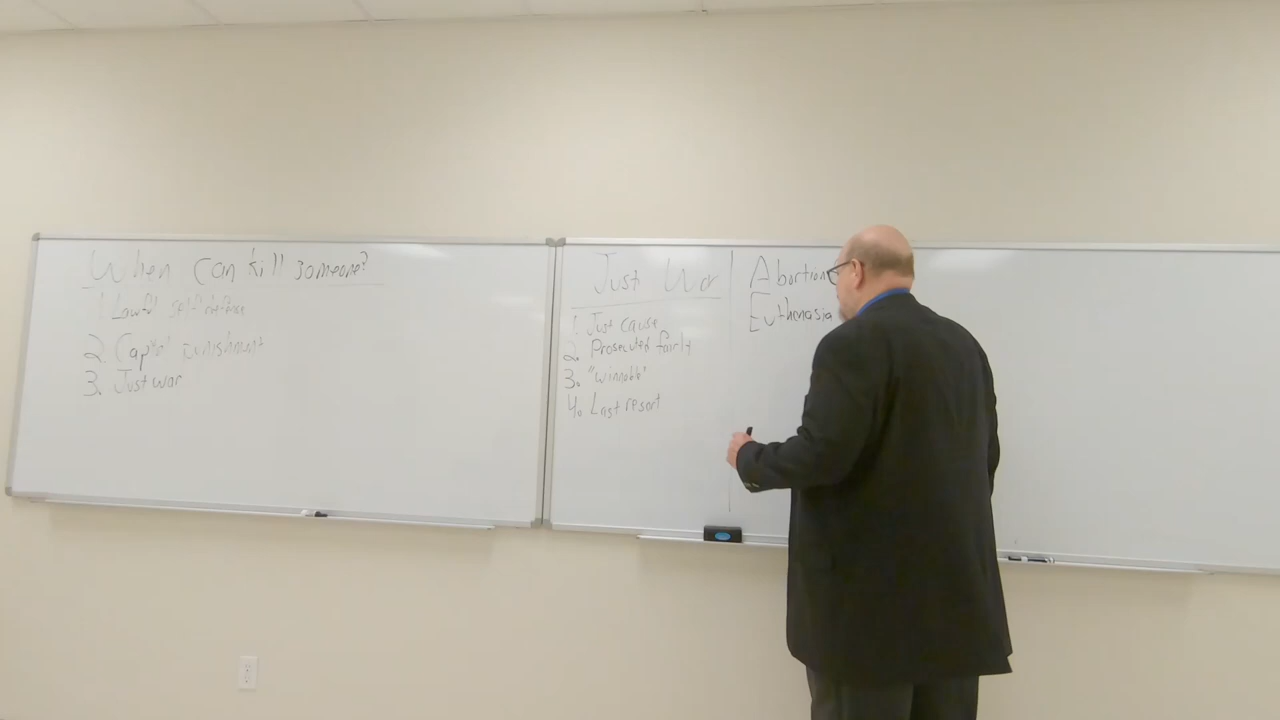 When can kill someone?
1. Lawful self-defense
2. Capital punishment
3. Just war
Just War
1. Just cause
2. Prosecuted fairly
3. "winnable"
4. Last resort
Abortion
Euthenasia